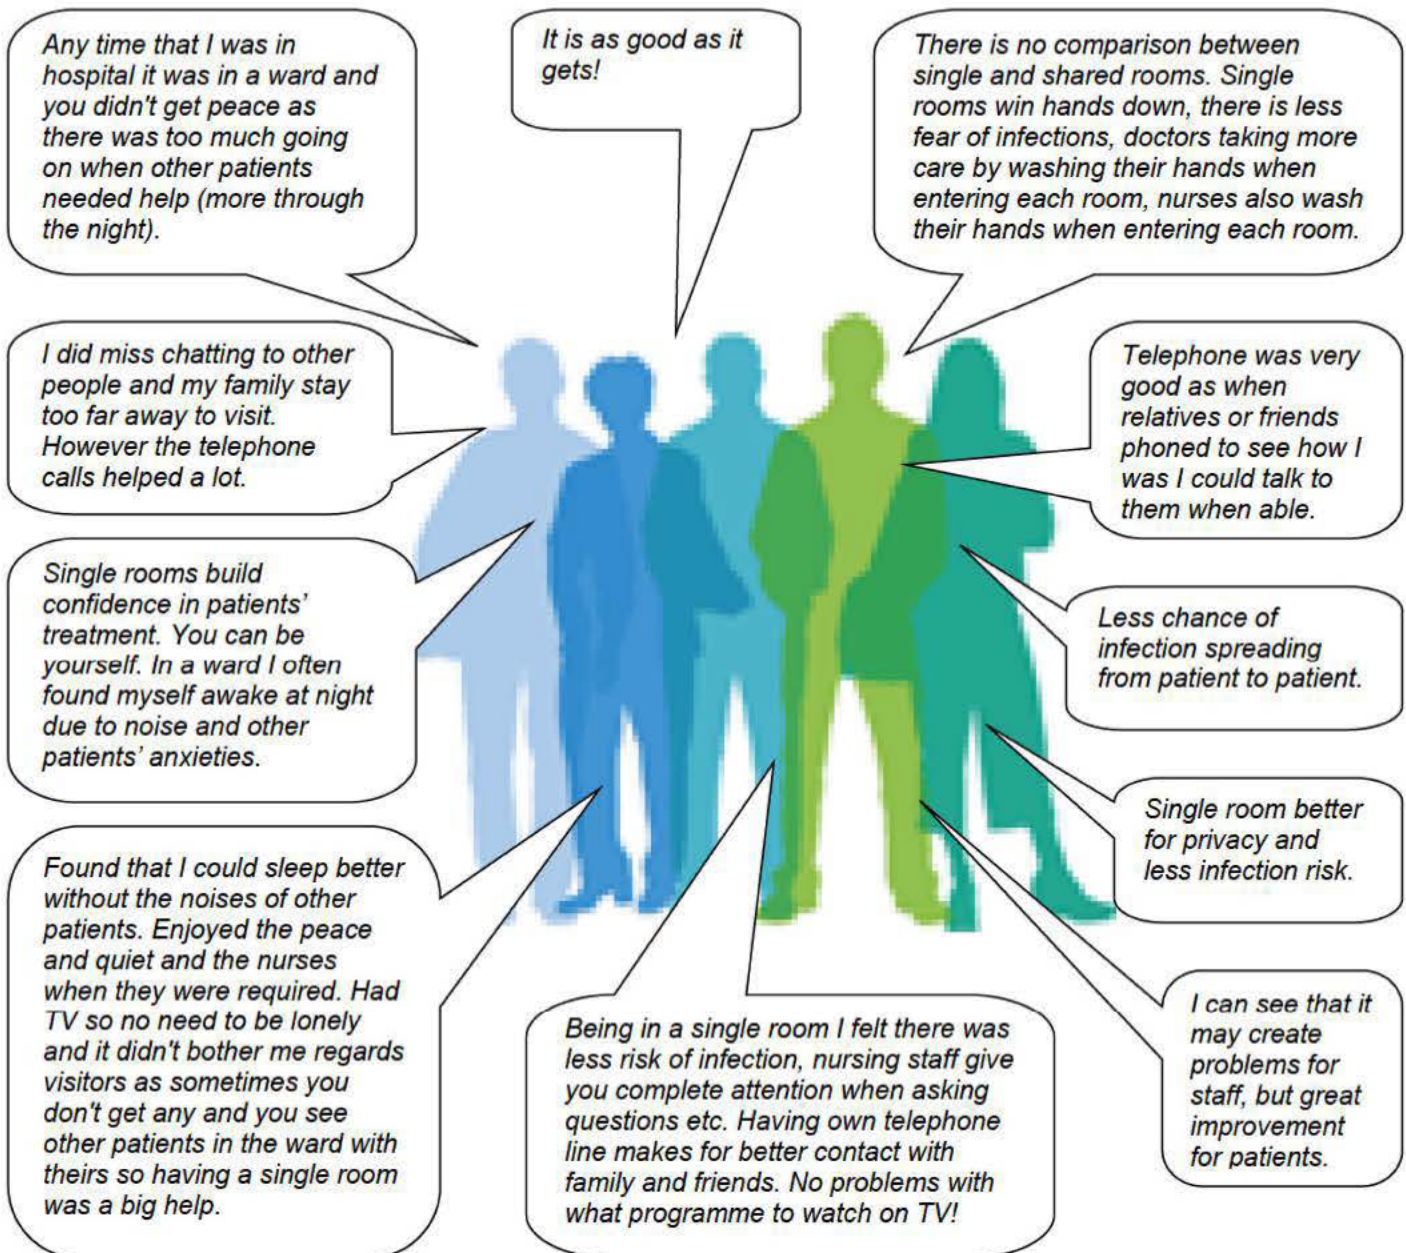 Any time that I was in
hospital it was in a ward and
you didn't get peace as
there was too much going
on when other patients
needed help (more through
the night).
It is as good as it
gets!
There is no comparison between
single and shared rooms. Single
rooms win hands down, there is less
fear of infections, doctors taking more
care by washing their hands when
entering each room, nurses also wash
their hands when entering each room.
I did miss chatting to other
people and my family stay
too far away to visit.
However the telephone
calls helped a lot.
Telephone was very
good as when
relatives or friends
phoned to see how I
was I could talk to
them when able.
Single rooms build
confidence in patients'
treatment. You can be
yourself. In a ward I often
found myself awake at night
due to noise and other
patients' anxieties.
Less chance of
infection spreading
from patient to patient.
Single room better
for privacy and
less infection risk.
Found that I could sleep better
without the noises of other
patients. Enjoyed the peace
and quiet and the nurses
when they were required. Had
TV so no need to be lonely
and it didn't bother me regards
visitors as sometimes you
don't get any and you see
other patients in the ward with
theirs so having a single room
was a big help.
Being in a single room I felt there was
less risk of infection, nursing staff give
you complete attention when asking
questions etc. Having own telephone
line makes for better contact with
family and friends. No problems with
what programme to watch on TV!
I can see that it
may create
problems for
staff, but great
improvement
for patients.